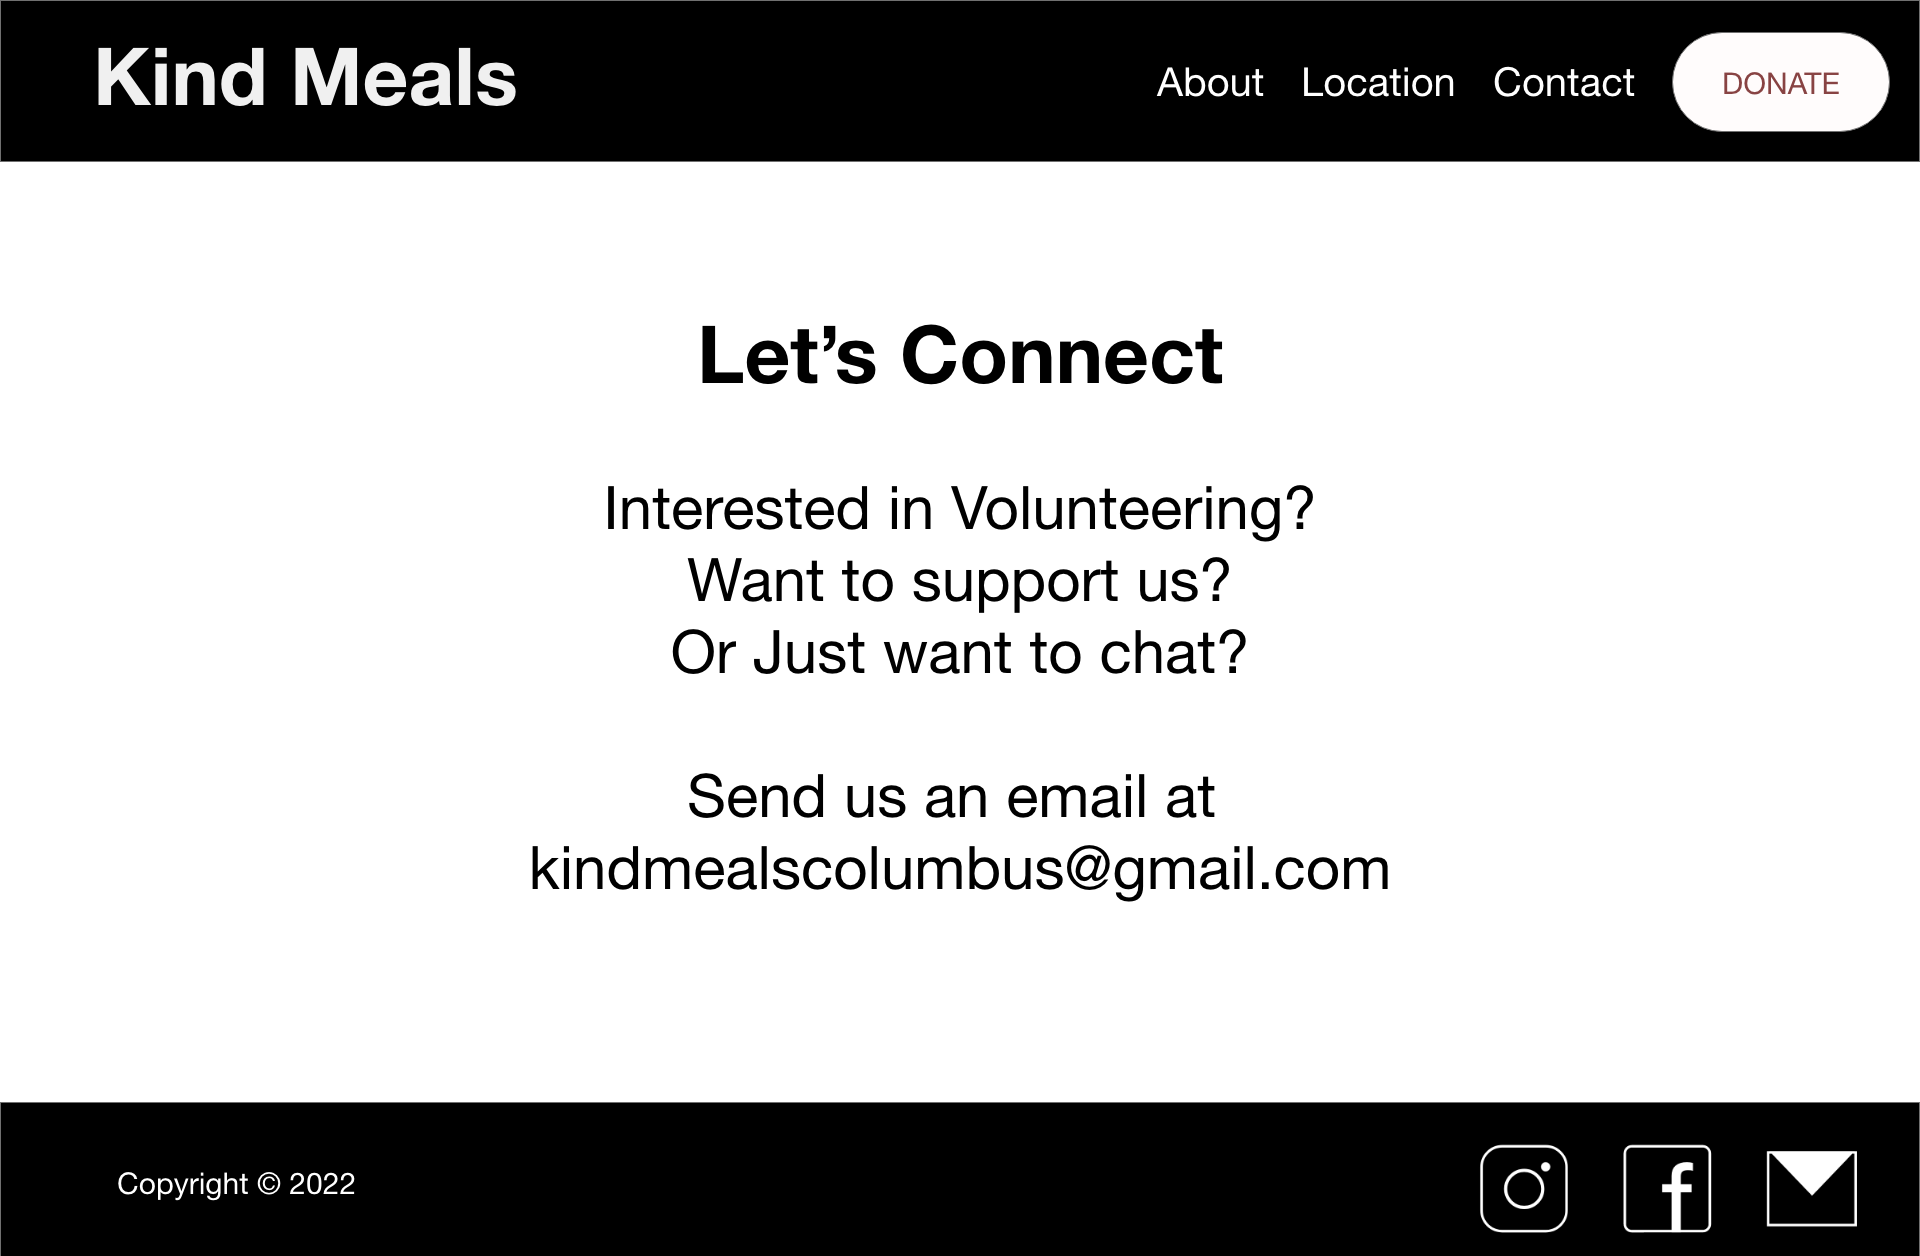 Kind Meals
About Location Contact DONATE
Let’s Connect
Interested in Volunteering?
Want to support us?
Or Just want to chat?
Send us an email at
kindmealscolumbus@gmail.com
Copyright © 2022